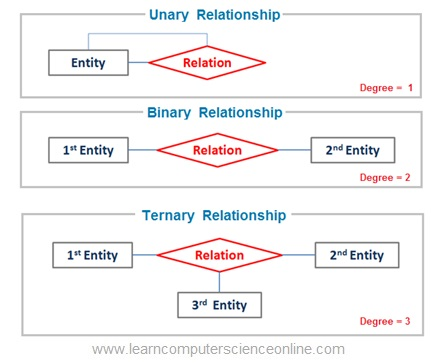 Unary Relationship
Entity Relation
Degree = 1
Binary Relationship
1st Entity Relation 2nd Entity
Degree = 2
Ternary Relationship
1st Entity Relation 2nd Entity
3rd Entity
Degree = 3
www.learncomputerscienceonline.com